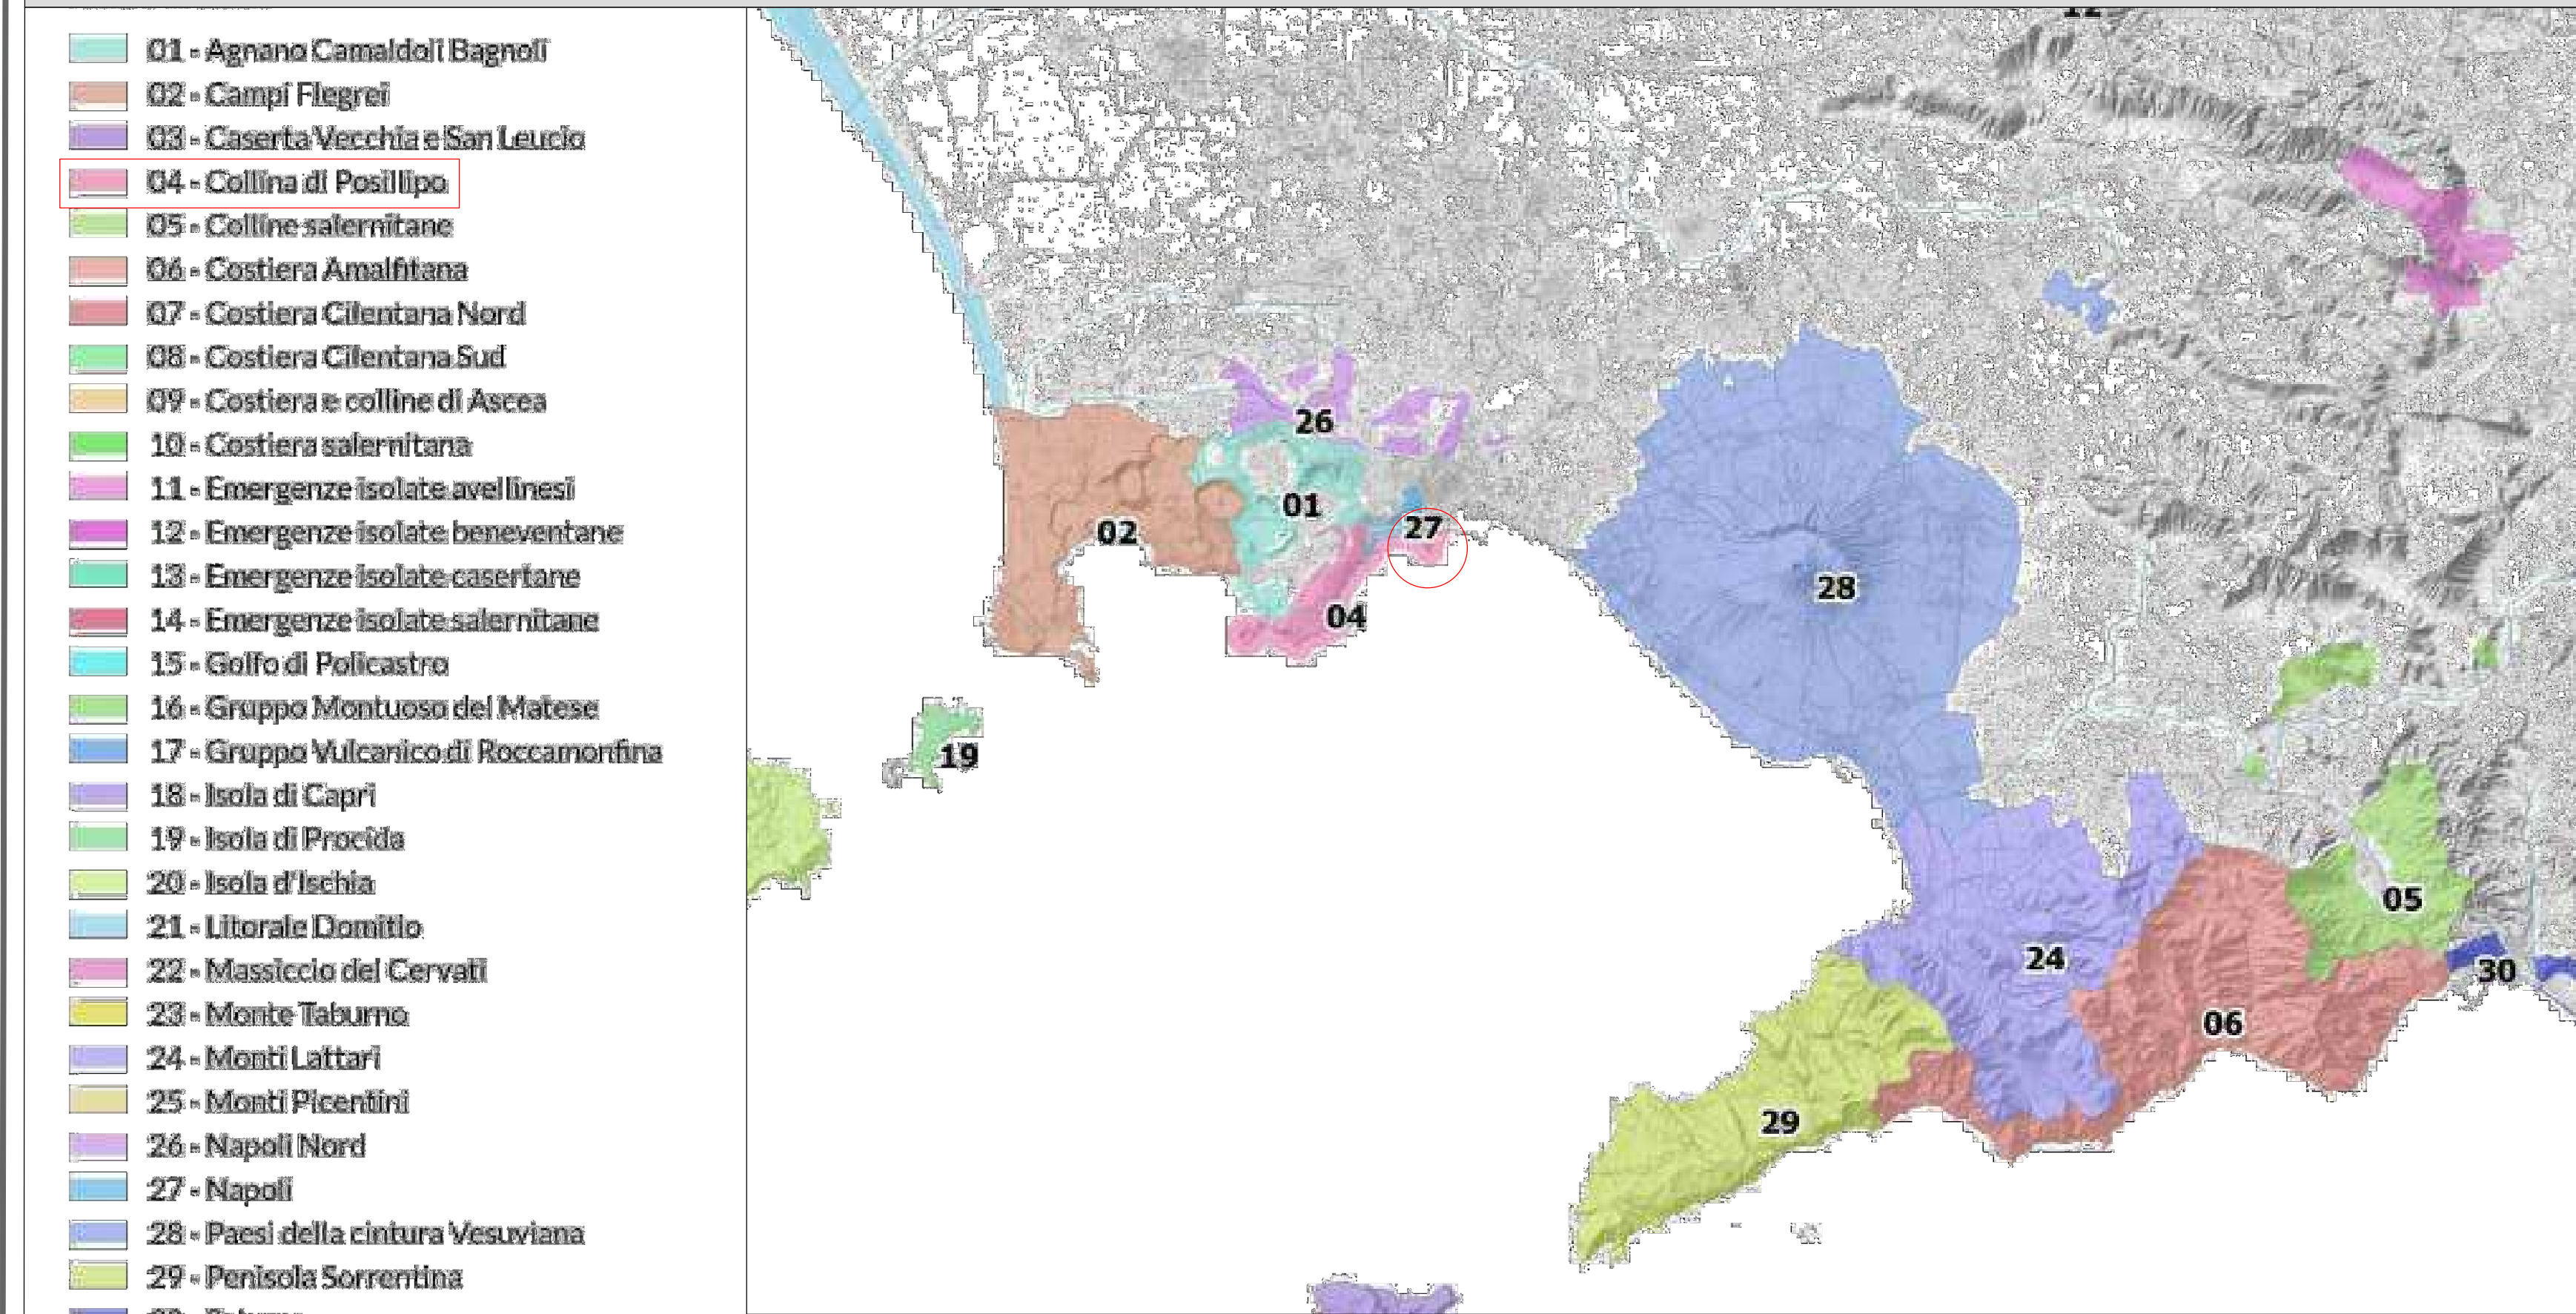 01 - Agnano Camaldoli Bagnoli
02 - Campi Flegrei
03 - Caserta Vecchia e San Leucio
04 - Collina di Posillipo
05 - Colline salernitane
06 - Costiera Amalfitana
07 - Costiera Cilentana Nord
08 - Costiera Cilentana Sud
09 - Costiera e colline di Ascea
10 - Costiera salernitana
11 - Emergenze isolate avellinesi
12 - Emergenze isolate beneventane
13 - Emergenze isolate casertane
14 - Emergenze isolate salernitane
15 - Golfo di Policastro
16 - Gruppo Montuoso del Matese
17 - Gruppo Vulcanico di Roccamonfina
18 - Isola di Capri
19 - Isola di Procida
20 - Isola d'Ischia
21 - Litorale Domitio
22 - Massiccio del Cervati
23 - Monte Taburno
24 - Monti Lattari
25 - Monti Picentini
26 - Napoli Nord
27 - Napoli
28 - Paesi della cintura Vesuviana
29 - Penisola Sorrentina
12
26
01
27
02
28
04
19
05
24
30
06
29